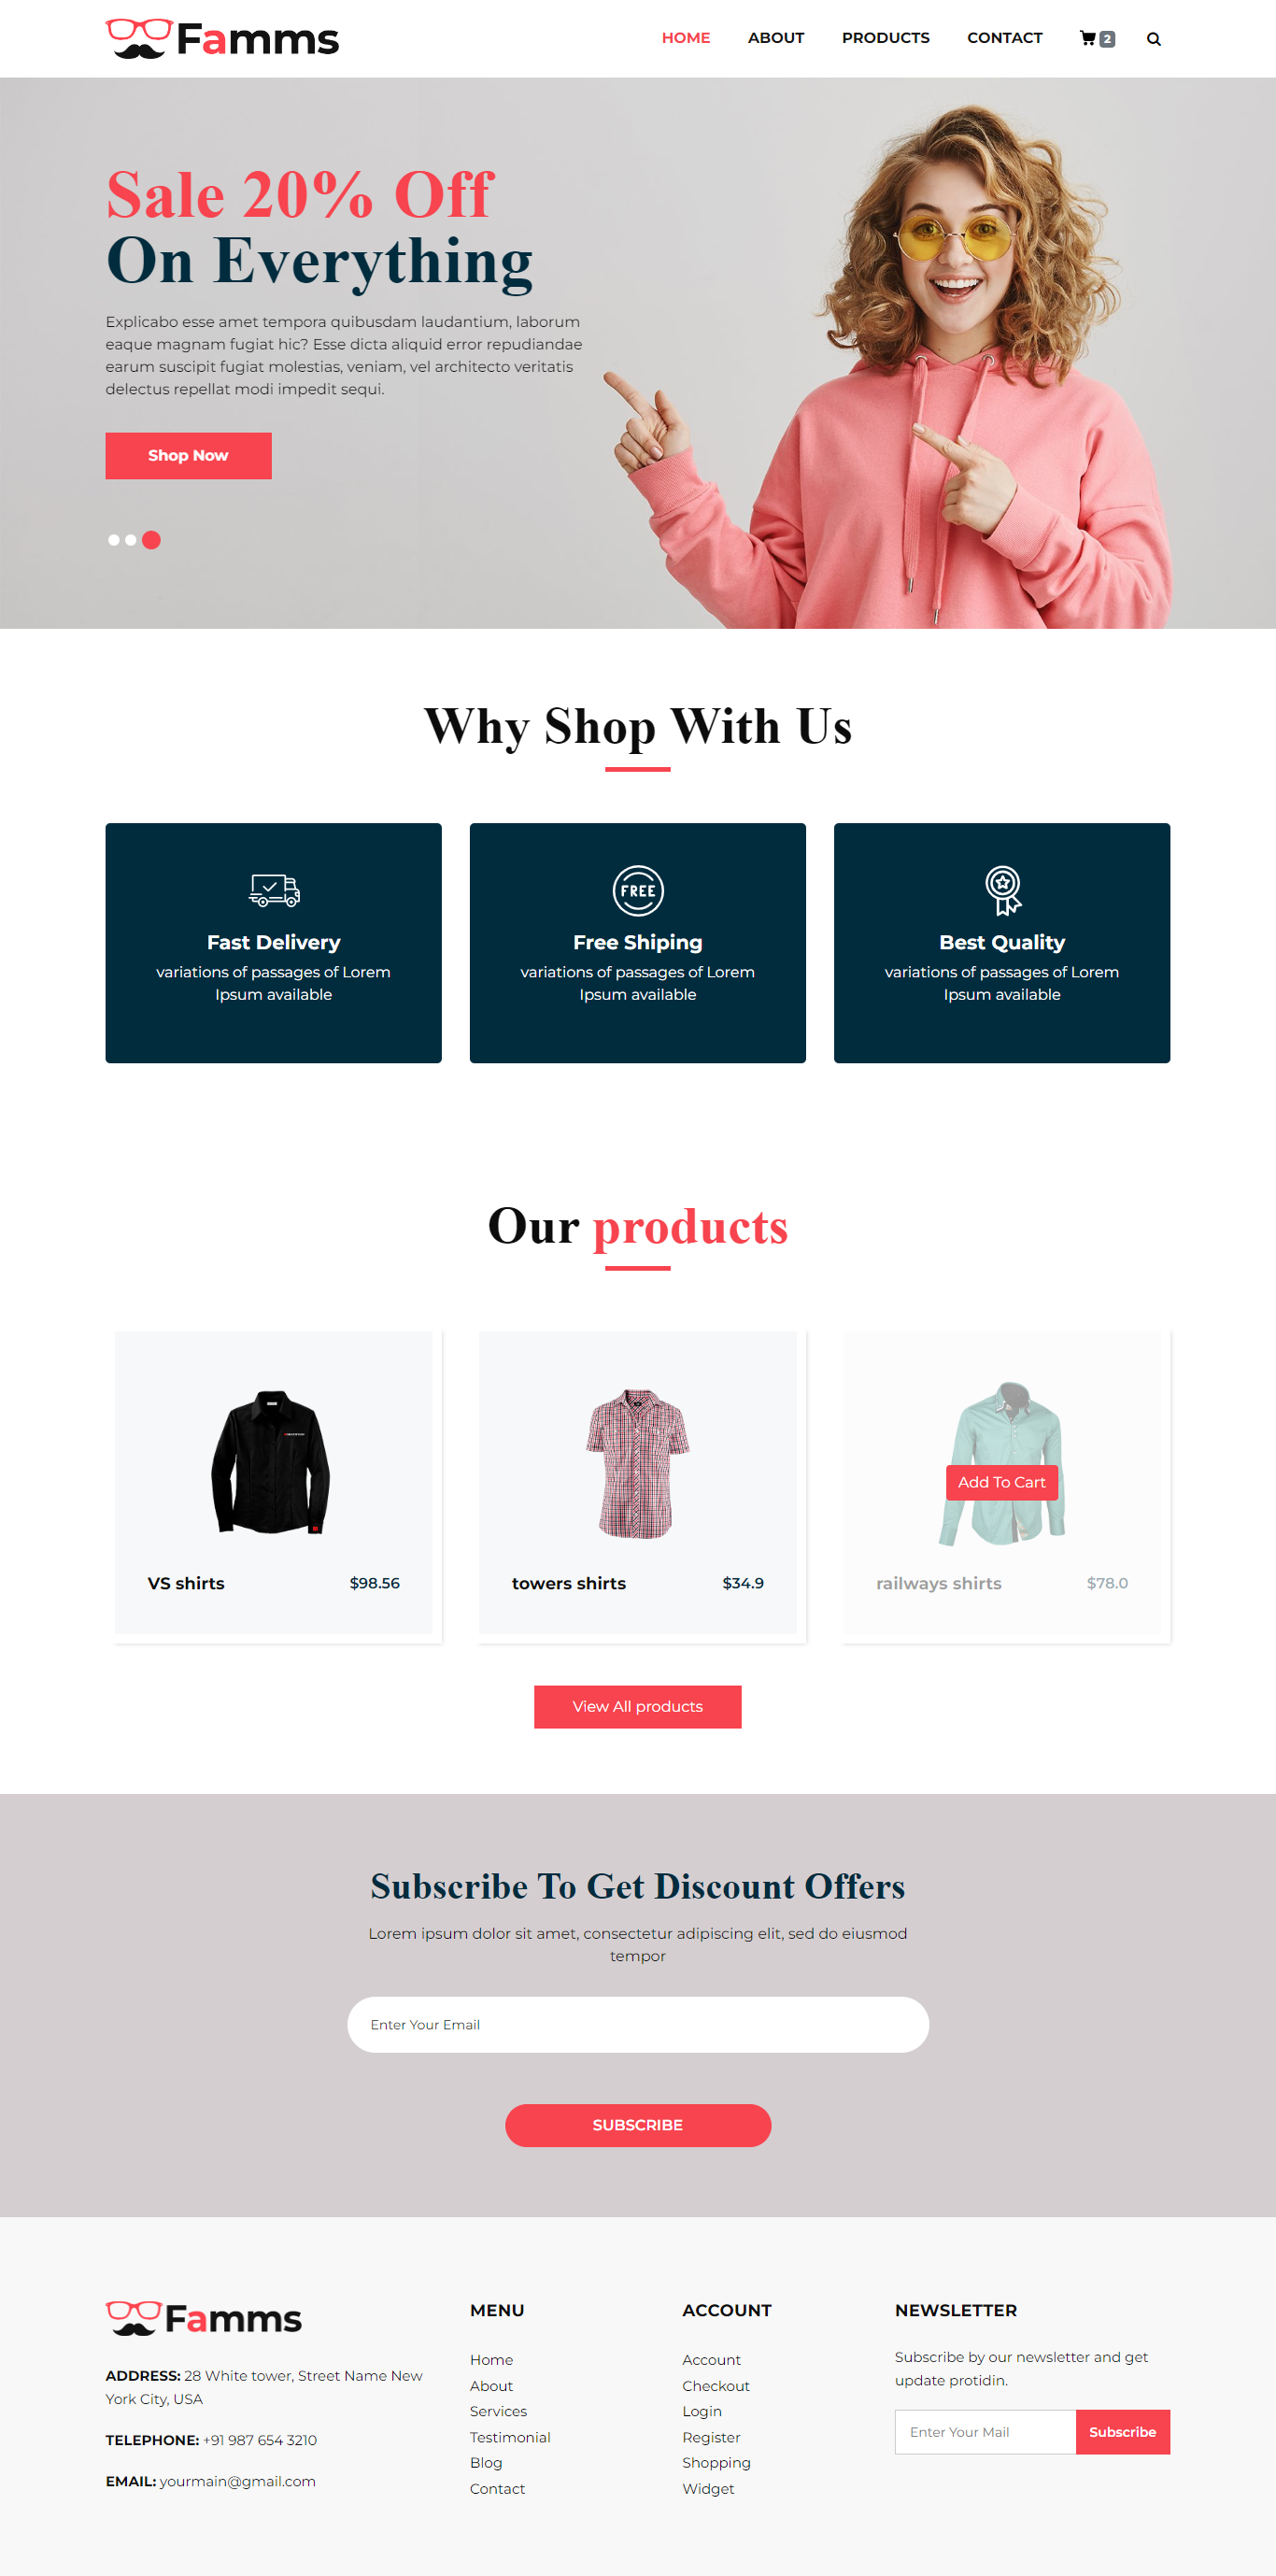 Famms
HOME ABOUT PRODUCTS CONTACT 2
Sale 20% Off
On Everything
Explicabo esse amet tempora quibusdam laudantium, laborum
eaque magnam fugiat hic? Esse dicta aliquid error repudiandae
earum suscipit fugiat molestias, veniam, vel architecto veritatis
delectus repellat modi impedit sequi.
Shop Now
Why Shop With Us
Fast Delivery
variations of passages of Lorem
Ipsum available
FREE
Free Shiping
variations of passages of Lorem
Ipsum available
Best Quality
variations of passages of Lorem
Ipsum available
Our products
VS shirts $98.56
towers shirts $34.9
Add To Cart
railways shirts $78.0
View All products
Subscribe To Get Discount Offers
Lorem ipsum dolor sit amet, consectetur adipiscing elit, sed do eiusmod
tempor
Enter Your Email
SUBSCRIBE
Famms
ADDRESS: 28 White tower, Street Name New
York City, USA
TELEPHONE: +91 987 654 3210
EMAIL: yourmain@gmail.com
MENU
Home
About
Services
Testimonial
Blog
Contact
ACCOUNT
Account
Checkout
Login
Register
Shopping
Widget
NEWSLETTER
Subscribe by our newsletter and get
update protidin.
Enter Your Mail Subscribe